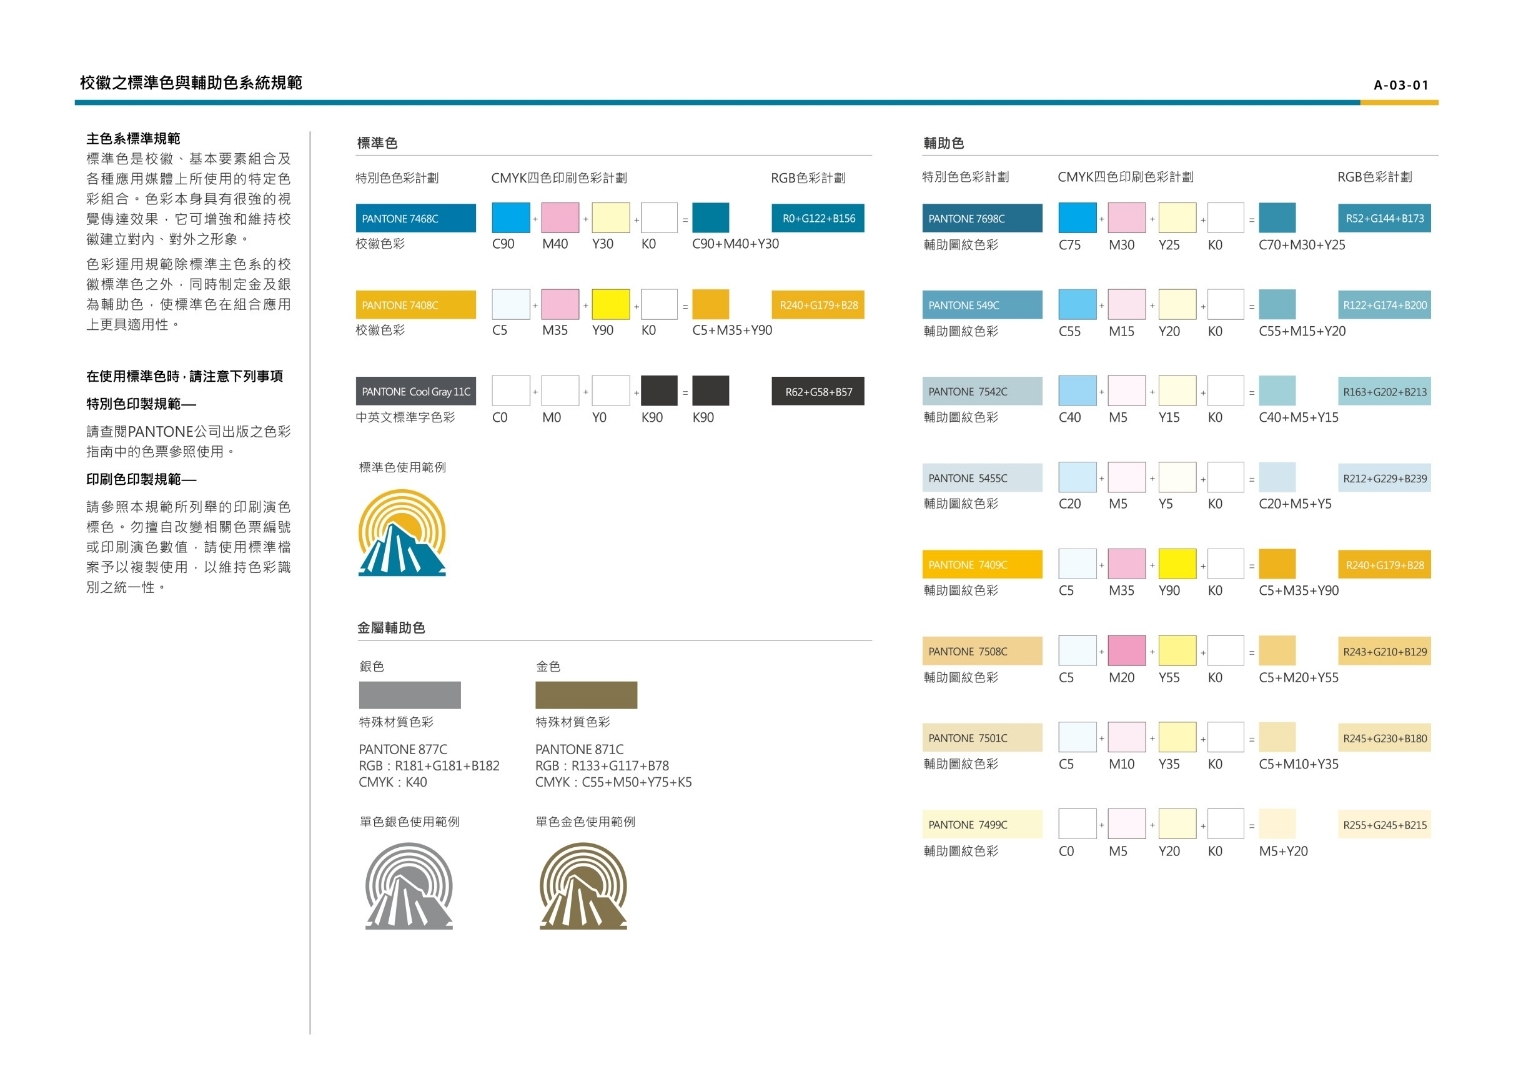 校徽之標準色與輔助色系統規範
A-03-01
主色系標準規範
標準色是校徽、基本要素組合及
各種應用媒體上所使用的特定色
彩組合。色彩本身具有很強的視
覺傳達效果，它可增強和維持校
徽建立對內、對外之形象。
色彩運用規範除標準主色系的校
徽標準色之外，同時制定金及銀
為輔助色，使標準色在組合應用
上更具適用性。
在使用標準色時，請注意下列事項
特別色印製規範—
請查閱PANTONE公司出版之色彩
指南中的色票參照使用。
印刷色印製規範—
請參照本規範所列舉的印刷演色
標色。勿擅自改變相關色票編號
或印刷演色數值，請使用標準檔
案予以複製使用，以維持色彩識
別之統一性。
標準色
特別色色彩計劃 CMYK四色印刷色彩計劃 RGB色彩計劃
PANTONE 7468C + + + = R0+G122+B156
校徽色彩 C90 M40 Y30 K0 C90+M40+Y30
PANTONE 7408C + + + = R240+G179+B28
校徽色彩 C5 M35 Y90 K0 C5+M35+Y90
PANTONE Cool Gray 11C + + + = R62+G58+B57
中英文標準字色彩 C0 M0 Y0 K90 K90
標準色使用範例
金屬輔助色
銀色 金色
特殊材質色彩 特殊材質色彩
PANTONE 877C PANTONE 871C
RGB：R181+G181+B182 RGB：R133+G117+B78
CMYK：K40 CMYK：C55+M50+Y75+K5
單色銀色使用範例 單色金色使用範例
輔助色
特別色色彩計劃 CMYK四色印刷色彩計劃 RGB色彩計劃
PANTONE 7698C + + + = R52+G144+B173
輔助圖紋色彩 C75 M30 Y25 K0 C70+M30+Y25
PANTONE 549C + + + = R122+G174+B200
輔助圖紋色彩 C55 M15 Y20 K0 C55+M15+Y20
PANTONE 7542C + + + = R163+G202+B213
輔助圖紋色彩 C40 M5 Y15 K0 C40+M5+Y15
PANTONE 5455C + + + = R212+G229+B239
輔助圖紋色彩 C20 M5 Y5 K0 C20+M5+Y5
PANTONE 7409C + + + = R240+G179+B28
輔助圖紋色彩 C5 M35 Y90 K0 C5+M35+Y90
PANTONE 7508C + + + = R243+G210+B129
輔助圖紋色彩 C5 M20 Y55 K0 C5+M20+Y55
PANTONE 7501C + + + = R245+G230+B180
輔助圖紋色彩 C5 M10 Y35 K0 C5+M10+Y35
PANTONE 7499C + + + = R255+G245+B215
輔助圖紋色彩 C0 M5 Y20 K0 M5+Y20